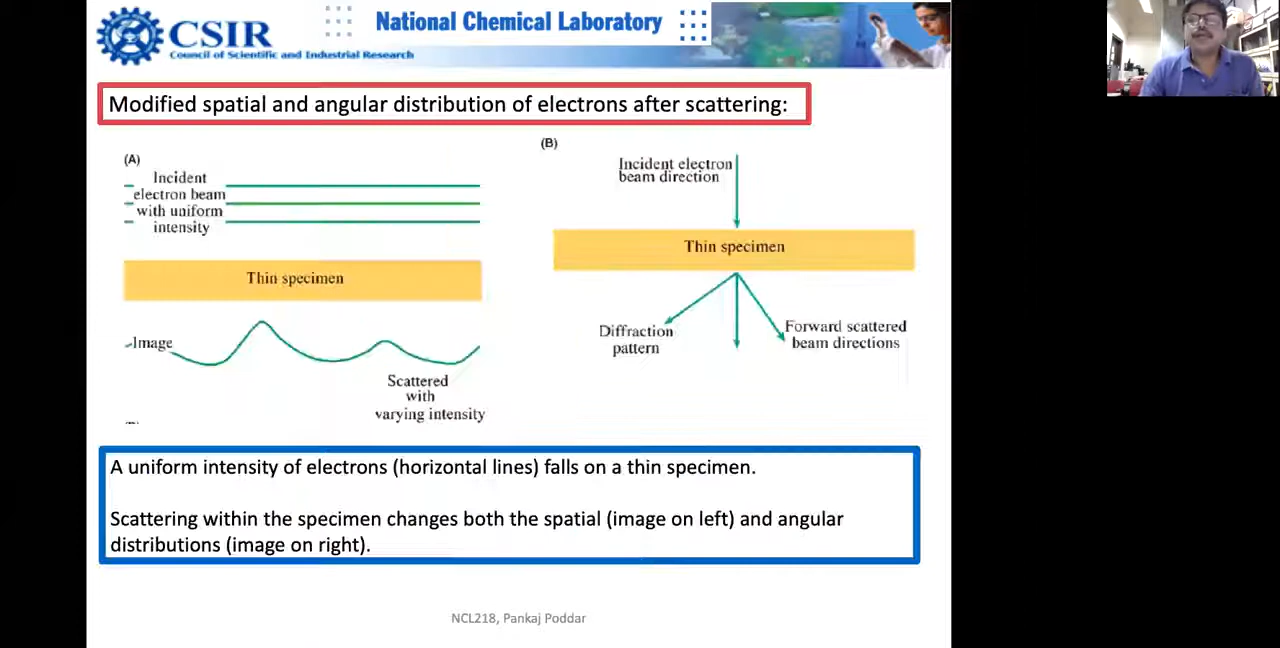 CSIR
Council of Scientific and Industrial Research
National Chemical Laboratory
Modified spatial and angular distribution of electrons after scattering:
(A)
Incident
electron beam
with uniform
intensity
Thin specimen
Image
Scattered
with
varying intensity
(B)
Incident electron
beam direction
Thin specimen
Diffraction
pattern
Forward scattered
beam directions
A uniform intensity of electrons (horizontal lines) falls on a thin specimen.
Scattering within the specimen changes both the spatial (image on left) and angular
distributions (image on right).
NCL218, Pankaj Poddar